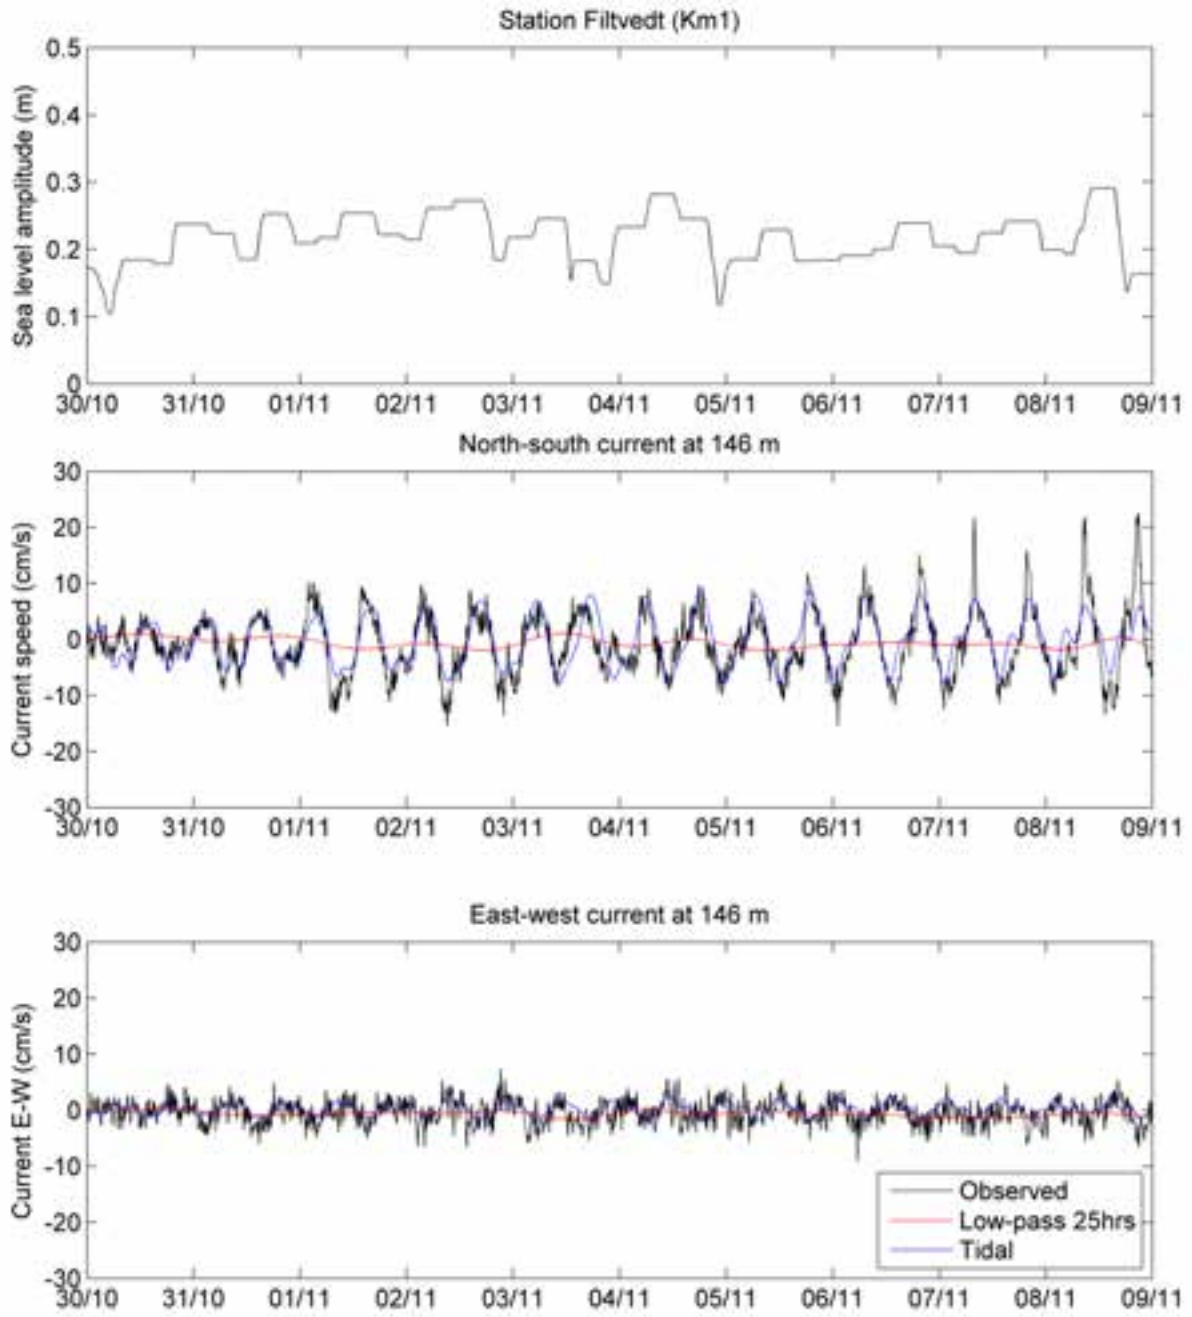 Station Filtvedt (Km1)
Sea level amplitude (m)
0.5
0.4
0.3
0.2
0.1
0
30/10 31/10 01/11 02/11 03/11 04/11 05/11 06/11 07/11 08/11 09/11
North-south current at 146 m
Current speed (cm/s)
30
20
10
0
-10
-20
-30
30/10 31/10 01/11 02/11 03/11 04/11 05/11 06/11 07/11 08/11 09/11
East-west current at 146 m
Current E-W (cm/s)
30
20
10
0
-10
-20
-30
Observed
Low-pass 25hrs
Tidal
30/10 31/10 01/11 02/11 03/11 04/11 05/11 06/11 07/11 08/11 09/11